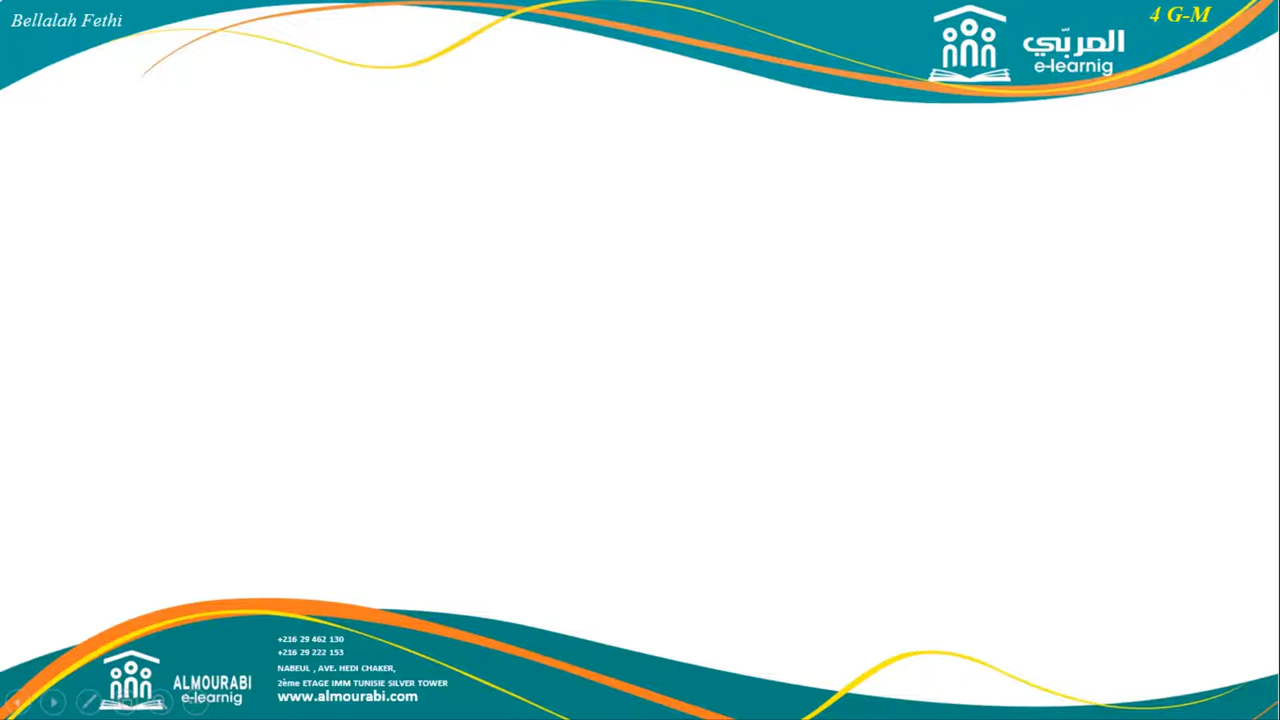 Bellalah Fethi
4 G-M
المربّي
e-learnig
+216 29 462 130
+216 29 222 153
NABEUL , AVE. HEDI CHAKER,
2ème ETAGE IMM TUNISIE SILVER TOWER
www.almourabi.com
ALMOURABI
e-learnig